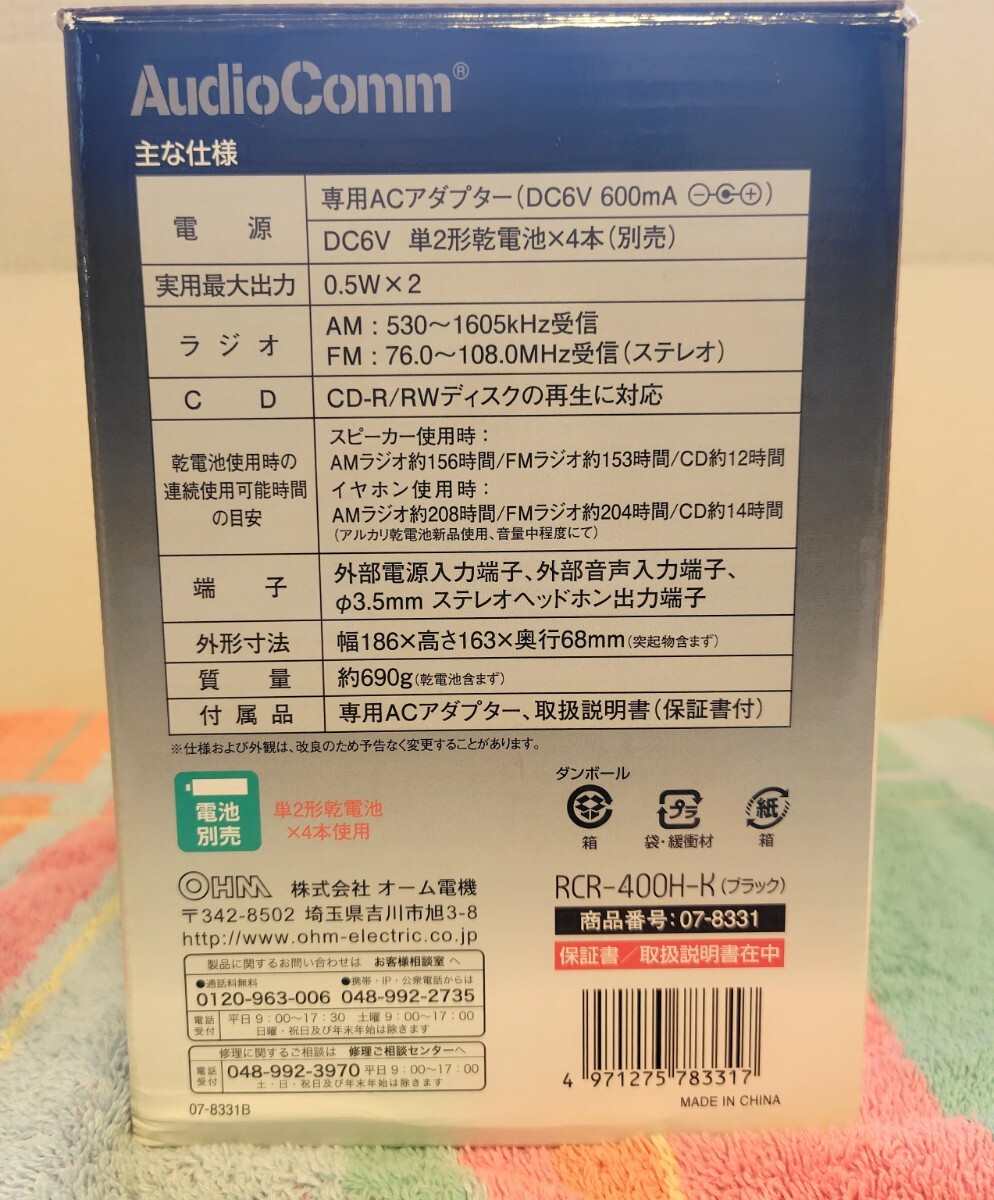 AudioComm®
主な仕様
電源
専用ACアダプター（DC6V 600mA ⊖-C-⊕）
DC6V 単2形乾電池×4本（別売）
実用最大出力
0.5W×2
ラジオ
AM：530〜1605kHz受信
FM：76.0〜108.0MHz受信（ステレオ）
CD
CD-R/RWディスクの再生に対応
乾電池使用時の
連続使用可能時間
の目安
スピーカー使用時：
AMラジオ約156時間/FMラジオ約153時間/CD約12時間
イヤホン使用時：
AMラジオ約208時間/FMラジオ約204時間/CD約14時間
（アルカリ乾電池新品使用、音量中程度にて）
端子
外部電源入力端子、外部音声入力端子、
φ3.5mm ステレオヘッドホン出力端子
外形寸法
幅186×高さ163×奥行68mm（突起物含まず）
質量
約690g（乾電池含まず）
付属品
専用ACアダプター、取扱説明書（保証書付）
※仕様および外観は、改良のため予告なく変更することがあります。
電池
別売
単2形乾電池
×4本使用
ダンボール
箱
プラ
袋・緩衝材
紙
箱
OHM 株式会社 オーム電機
〒342-8502 埼玉県吉川市旭3-8
http://www.ohm-electric.co.jp
製品に関するお問い合わせは お客様相談室 へ
●通話料無料 ●携帯・IP・公衆電話からは
0120-963-006 048-992-2735
電話
受付
平日 9：00〜17：30 土曜 9：00〜17：00
日曜・祝日及び年末年始は除きます
修理に関するご相談は 修理ご相談センターへ
電話
受付
048-992-3970 平日 9：00〜17：00
土・日・祝日及び年末年始は除きます
07-8331B
RCR-400H-K（ブラック）
商品番号：07-8331
保証書／取扱説明書在中
4 971275 783317
MADE IN CHINA